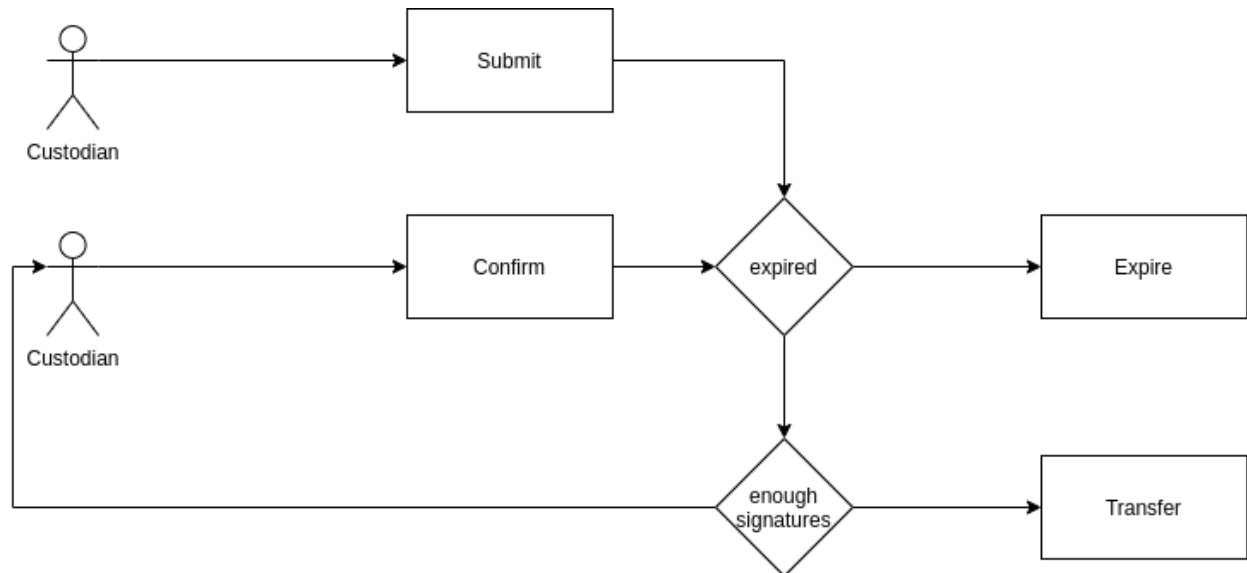 Submit
Custodian
Confirm
expired
Expire
Custodian
enough
signatures
Transfer